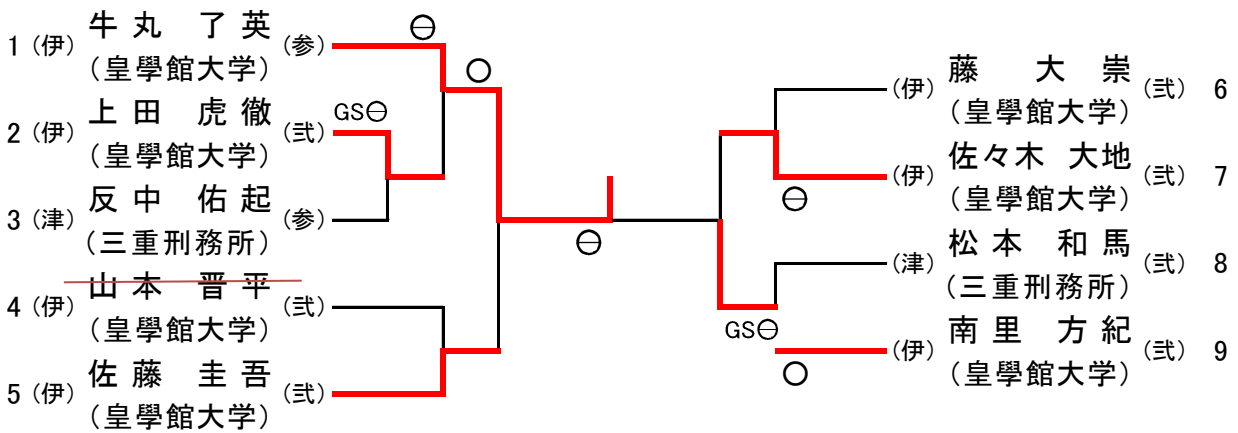 1 (伊) 牛丸 了英 (参)
(皇學館大学)
2 (伊) 上田 虎徹 (弐) GS
(皇學館大学)
3 (津) 反中 佑起 (参)
(三重刑務所)
4 (伊) 山本 晋平 (弐)
(皇學館大学)
5 (伊) 佐藤 圭吾 (弐)
(皇學館大学)
(伊) 藤 大崇 (弐) 6
(皇學館大学)
(伊) 佐々木 大地 (弐) 7
(皇學館大学)
(津) 松本 和馬 (弐) 8
(三重刑務所)
GS (伊) 南里 方紀 (弐) 9
(皇學館大学)